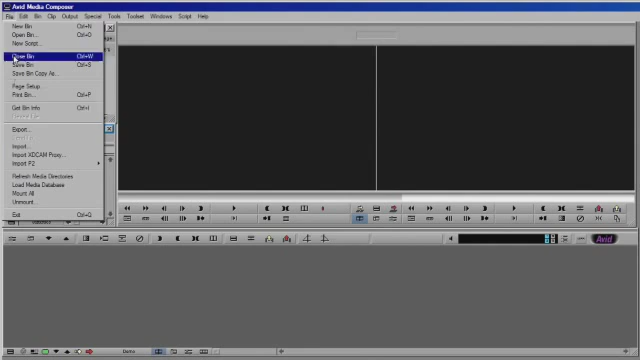 Avid Media Composer
File Edit Bin Clip Output Special Tools Toolset Windows Script Help
New Bin Ctrl+N
Open Bin... Ctrl+O
New Script...
Close Bin Ctrl+W
Save Bin Ctrl+S
Save Bin Copy As...
Page Setup...
Print Bin... Ctrl+P
Get Bin Info Ctrl+I
Export...
Import...
Import XDCAM Proxy...
Import P2
Refresh Media Directories
Load Media Database
Mount All
Unmount...
Exit Ctrl+Q
Avid
Demo